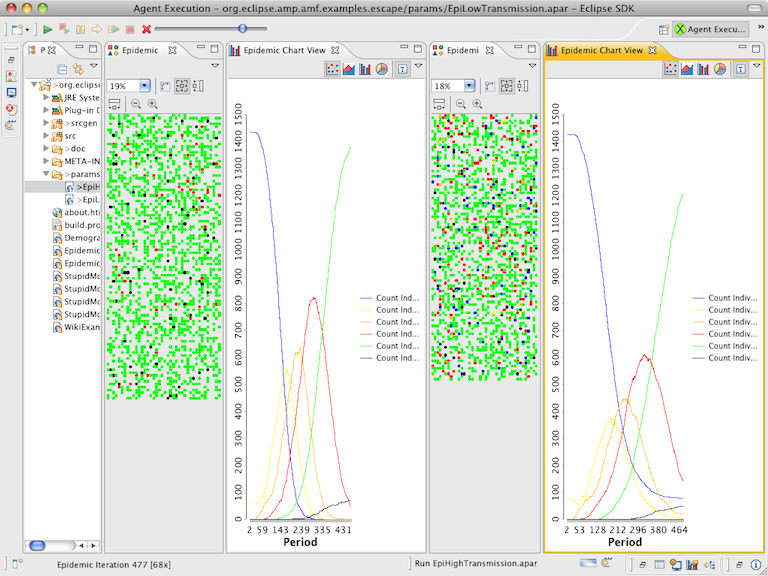 Agent Execution - org.eclipse.amp.amf.examples.escape/params/EpiLowTransmission.apar - Eclipse SDK
Agent Execu...
P
Epidemic
Epidemic Chart View
Epidemi
Epidemic Chart View
19%
18%
>org.eclipse
JRE Syste
Plug-in D
>srcgen
src
>doc
META-IN
>params
>EpiH
>EpiL
about.htr
build.pro
Demogra
Epidemic
Epidemic
StupidMo
StupidMo
StupidMo
StupidMo
WikiExan
1500
1400
1300
1200
1100
1000
900
800
700
600
500
400
300
200
100
0
2 59 143 239 335 431
Period
Count Ind...
Count Ind...
Count Ind...
Count Ind...
Count Ind...
Count Ind...
1500
1400
1300
1200
1100
1000
900
800
700
600
500
400
300
200
100
0
2 53 128 212 296 380 464
Period
Count Indiv...
Count Indiv...
Count Indiv...
Count Indiv...
Count Indiv...
Count Indiv...
Epidemic Iteration 477 [68x]
Run EpiHighTransmission.apar